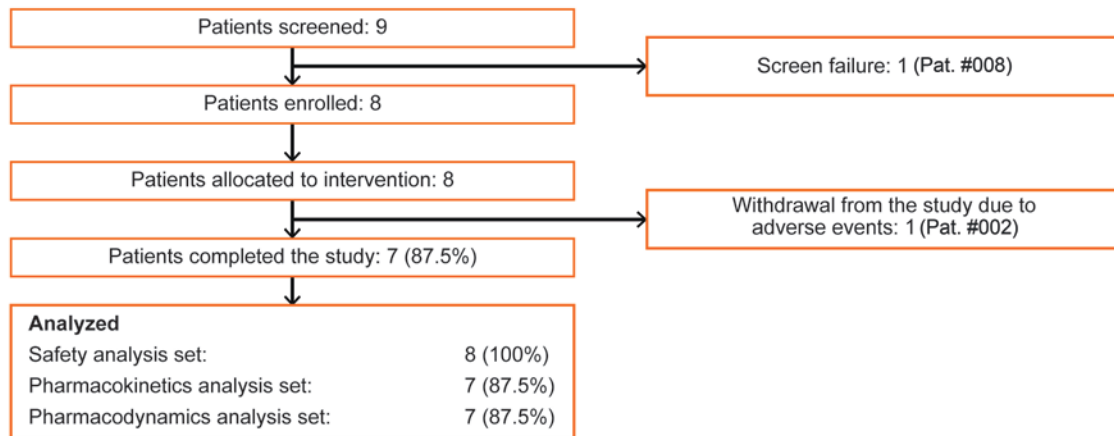 Patients screened: 9
Screen failure: 1 (Pat. #008)
Patients enrolled: 8
Patients allocated to intervention: 8
Withdrawal from the study due to
adverse events: 1 (Pat. #002)
Patients completed the study: 7 (87.5%)
Analyzed
Safety analysis set: 8 (100%)
Pharmacokinetics analysis set: 7 (87.5%)
Pharmacodynamics analysis set: 7 (87.5%)